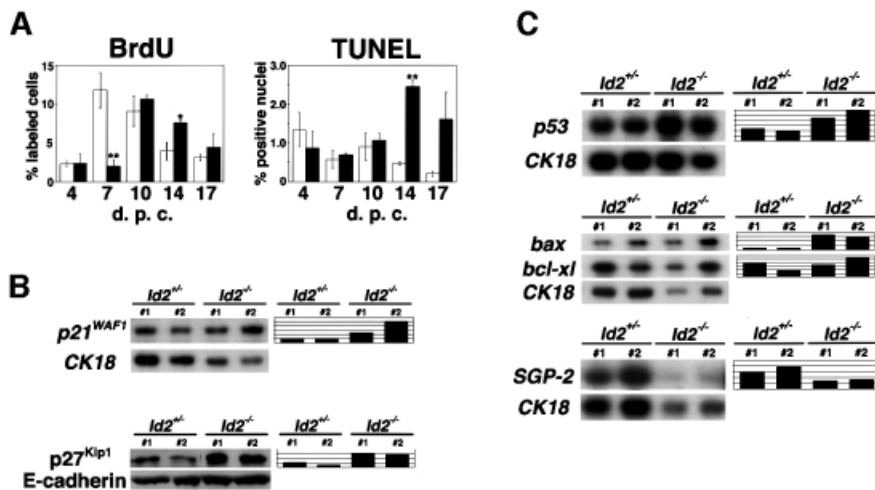 A
BrdU
TUNEL
% labeled cells
15
10
5
0
**
*
4 7 10 14 17
d. p. c.
% positive nuclei
3.0
2.0
1.0
0
**
4 7 10 14 17
d. p. c.
B
Id2+/- Id2-/- Id2+/- Id2-/-
#1 #2 #1 #2 #1 #2 #1 #2
p21WAF1
CK18
Id2+/- Id2-/- Id2+/- Id2-/-
#1 #2 #1 #2 #1 #2 #1 #2
p27Kip1
E-cadherin
C
Id2+/- Id2-/- Id2+/- Id2-/-
#1 #2 #1 #2 #1 #2 #1 #2
p53
CK18
Id2+/- Id2-/- Id2+/- Id2-/-
#1 #2 #1 #2 #1 #2 #1 #2
bax
bcl-xl
CK18
Id2+/- Id2-/- Id2+/- Id2-/-
#1 #2 #1 #2 #1 #2 #1 #2
SGP-2
CK18